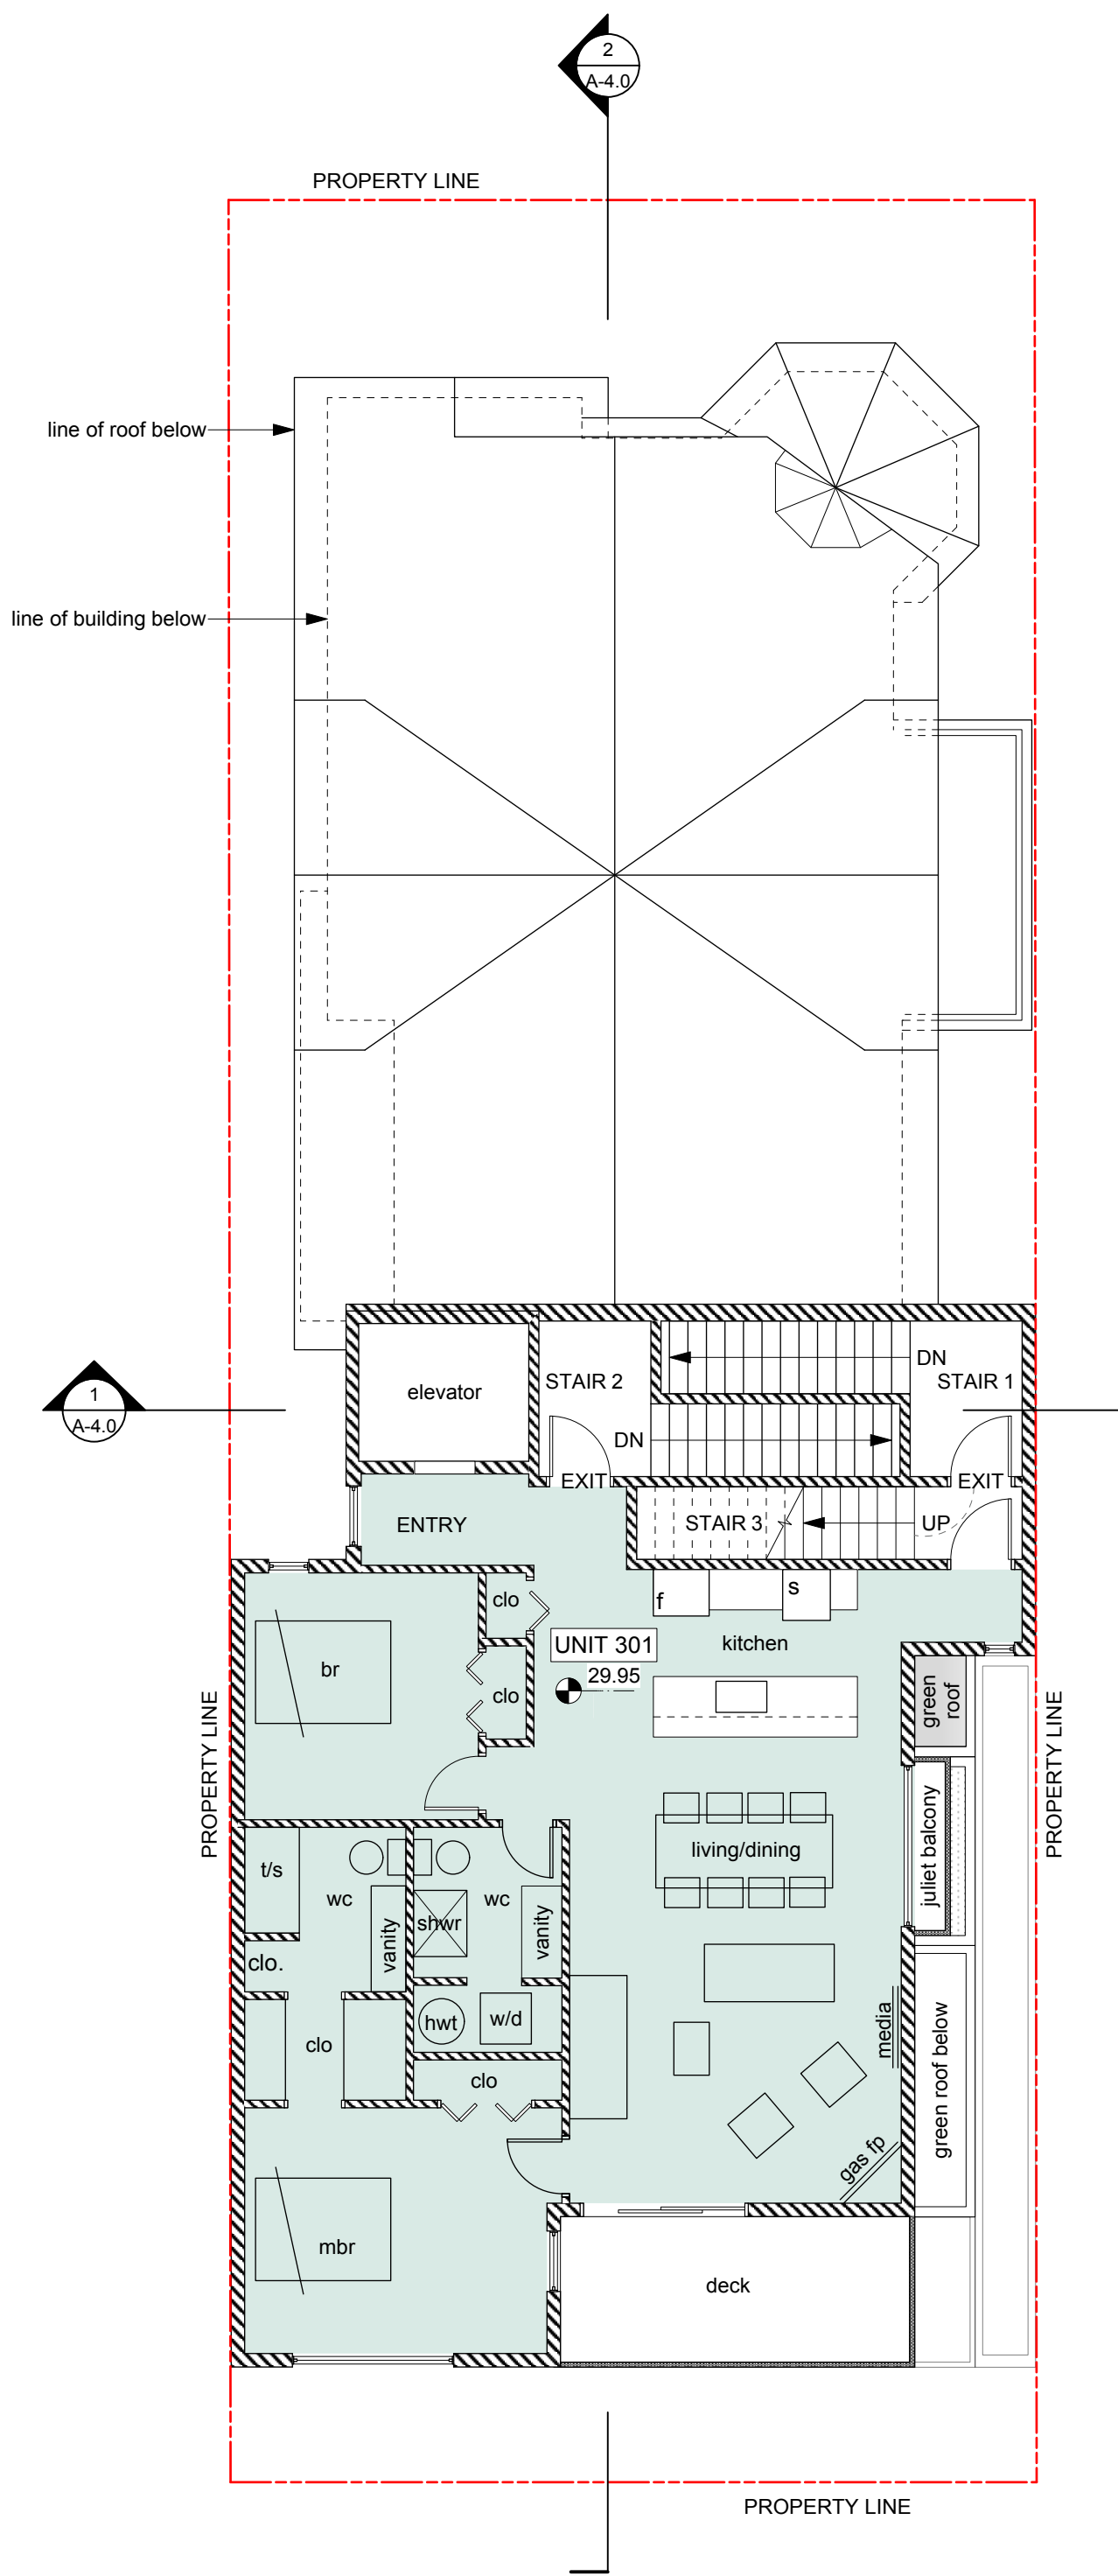 2
A-4.0
PROPERTY LINE
line of roof below
line of building below
DN
elevator
STAIR 2
STAIR 1
1
A-4.0
DN
EXIT
EXIT
ENTRY
STAIR 3
UP
clo
f
s
UNIT 301
kitchen
br
29.95
clo
green
roof
PROPERTY LINE
PROPERTY LINE
living/dining
juliet balcony
t/s
wc
wc
vanity
shwr
vanity
clo.
hwt
w/d
media
clo
clo
green roof below
gas fp
mbr
deck
PROPERTY LINE